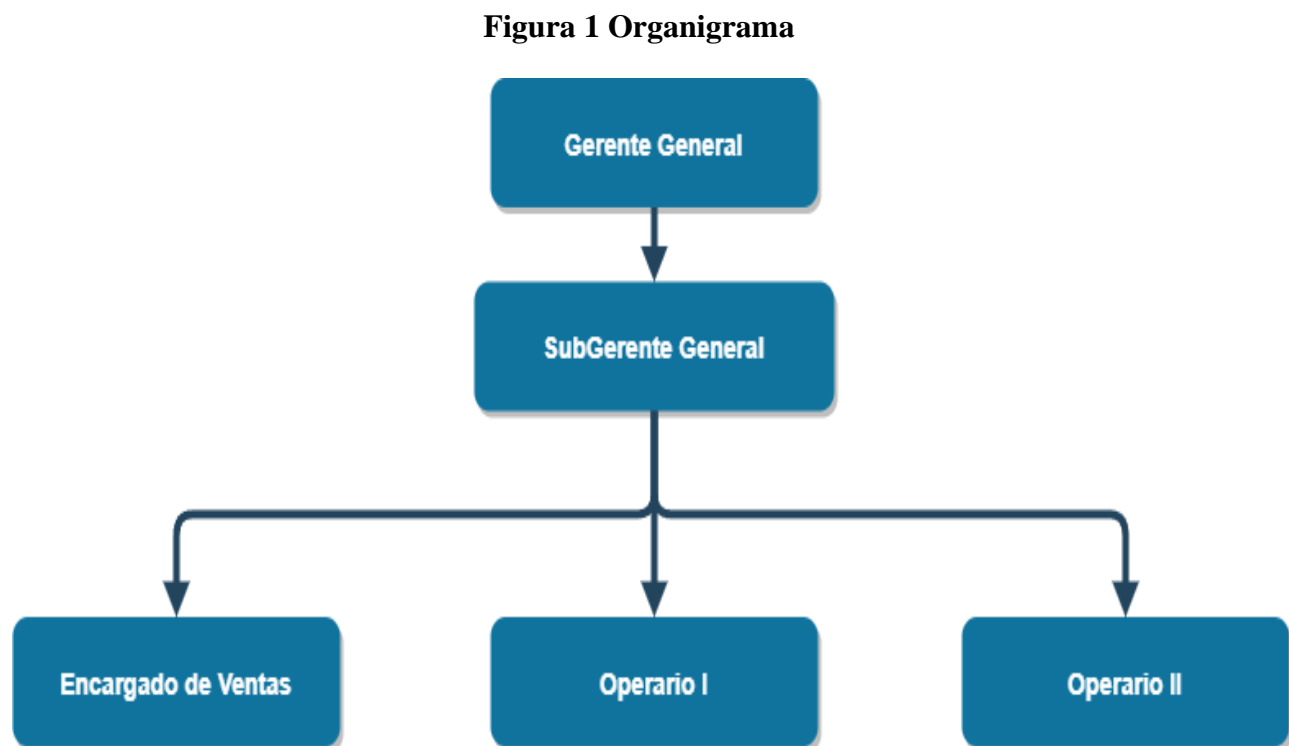 Figura 1 Organigrama
Gerente General
SubGerente General
Encargado de Ventas
Operario I
Operario II